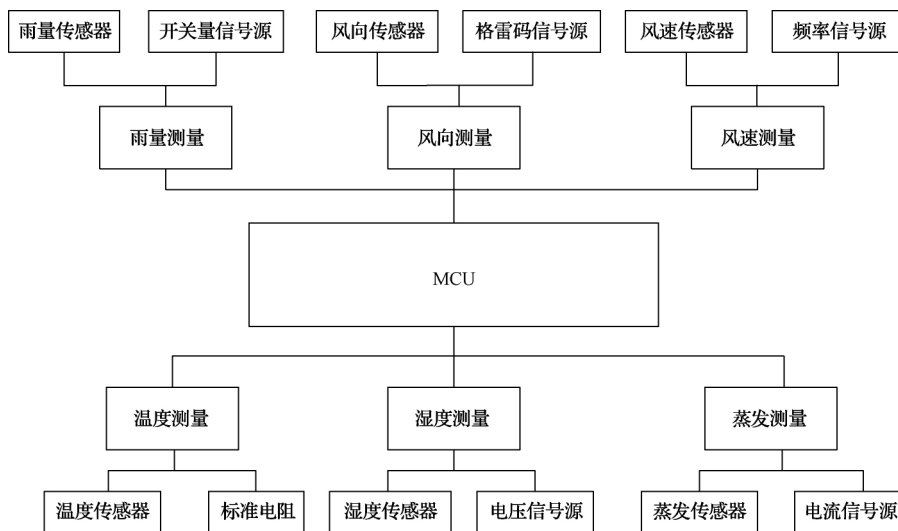 雨量传感器
开关量信号源
风向传感器
格雷码信号源
风速传感器
频率信号源
雨量测量
风向测量
风速测量
MCU
温度测量
湿度测量
蒸发测量
温度传感器
标准电阻
湿度传感器
电压信号源
蒸发传感器
电流信号源